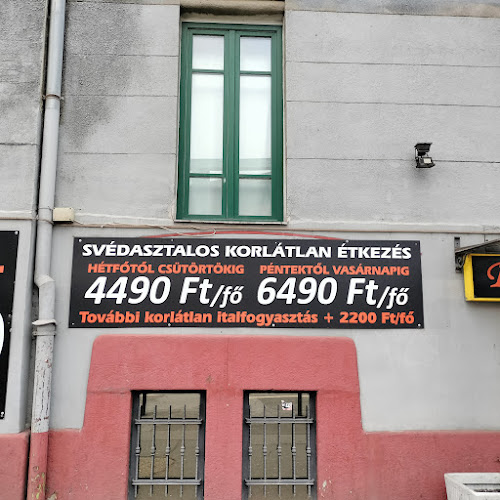 SVÉDASZTALOS KORLÁTLAN ÉTKEZÉS
HÉTFŐTŐL CSÜTÖRTÖKIG PÉNTEKTŐL VASÁRNAPIG
4490 Ft/fő 6490 Ft/fő
További korlátlan italfogyasztás + 2200 Ft/fő